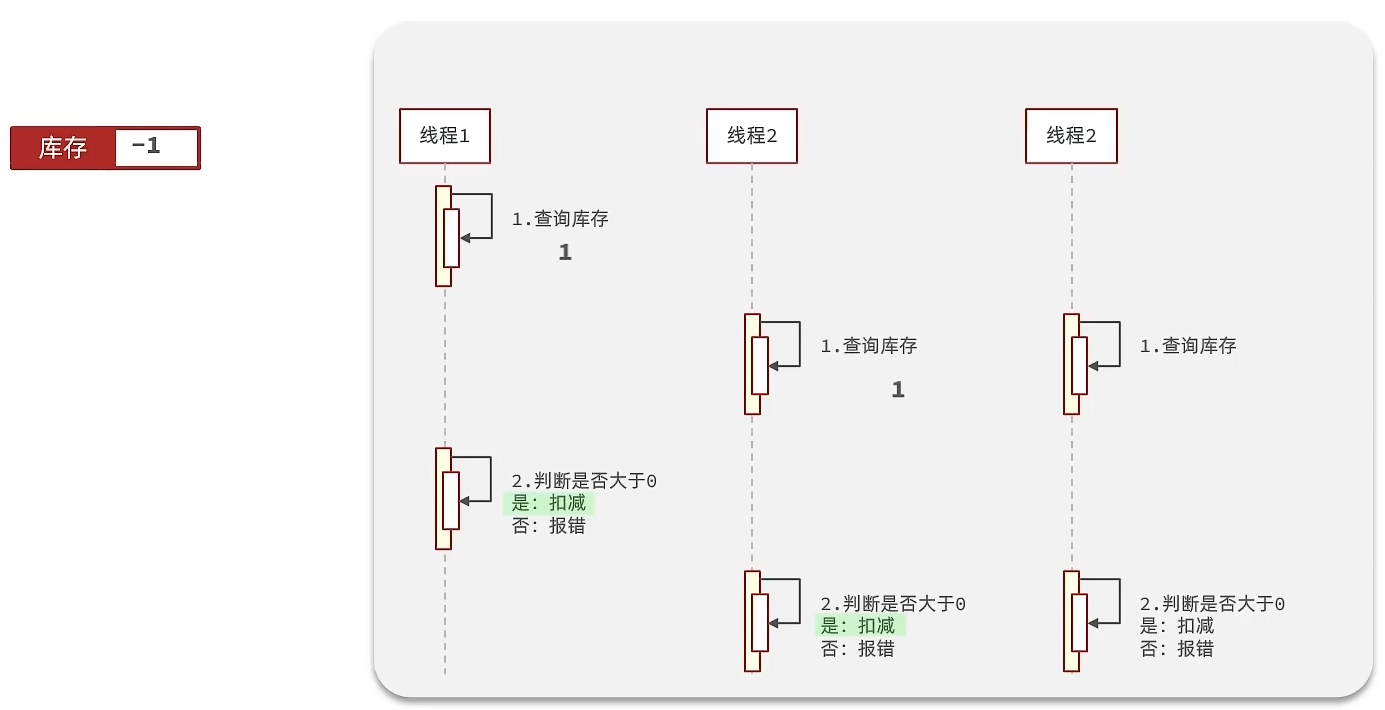 库存 -1
线程1
线程2
线程2
1.查询库存
1
1.查询库存
1
1.查询库存
2.判断是否大于0
是: 扣减
否: 报错
2.判断是否大于0
是: 扣减
否: 报错
2.判断是否大于0
是: 扣减
否: 报错